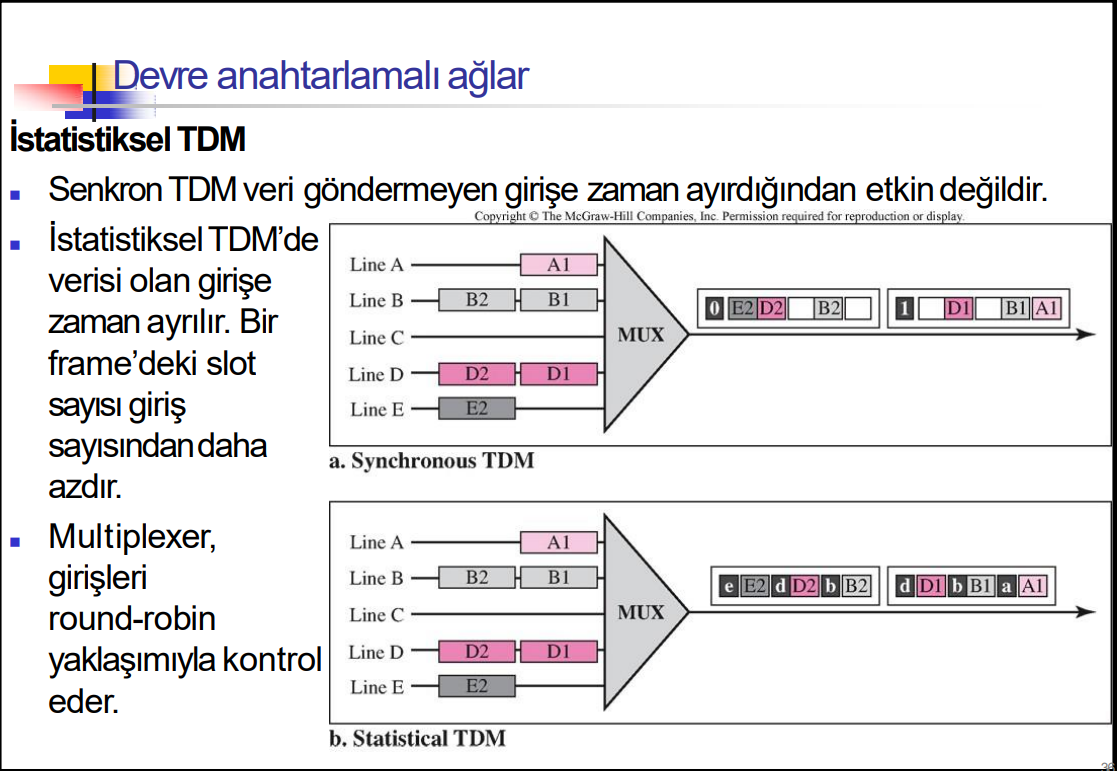 Devre anahtarlamalı ağlar
İstatistiksel TDM
Senkron TDM veri göndermeyen girişe zaman ayırdığından etkin değildir.
İstatistiksel TDM’de
verisi olan girişe
zaman ayrılır. Bir
frame’deki slot
sayısı giriş
sayısından daha
azdır.
Multiplexer,
girişleri
round-robin
yaklaşımıyla kontrol
eder.
Copyright © The McGraw-Hill Companies, Inc. Permission required for reproduction or display.
Line A A1
Line B B2 B1
Line C
Line D D2 D1
Line E E2
MUX
0 E2 D2 B2
1 D1 B1 A1
a. Synchronous TDM
Line A A1
Line B B2 B1
Line C
Line D D2 D1
Line E E2
MUX
e E2 d D2 b B2
d D1 b B1 a A1
b. Statistical TDM